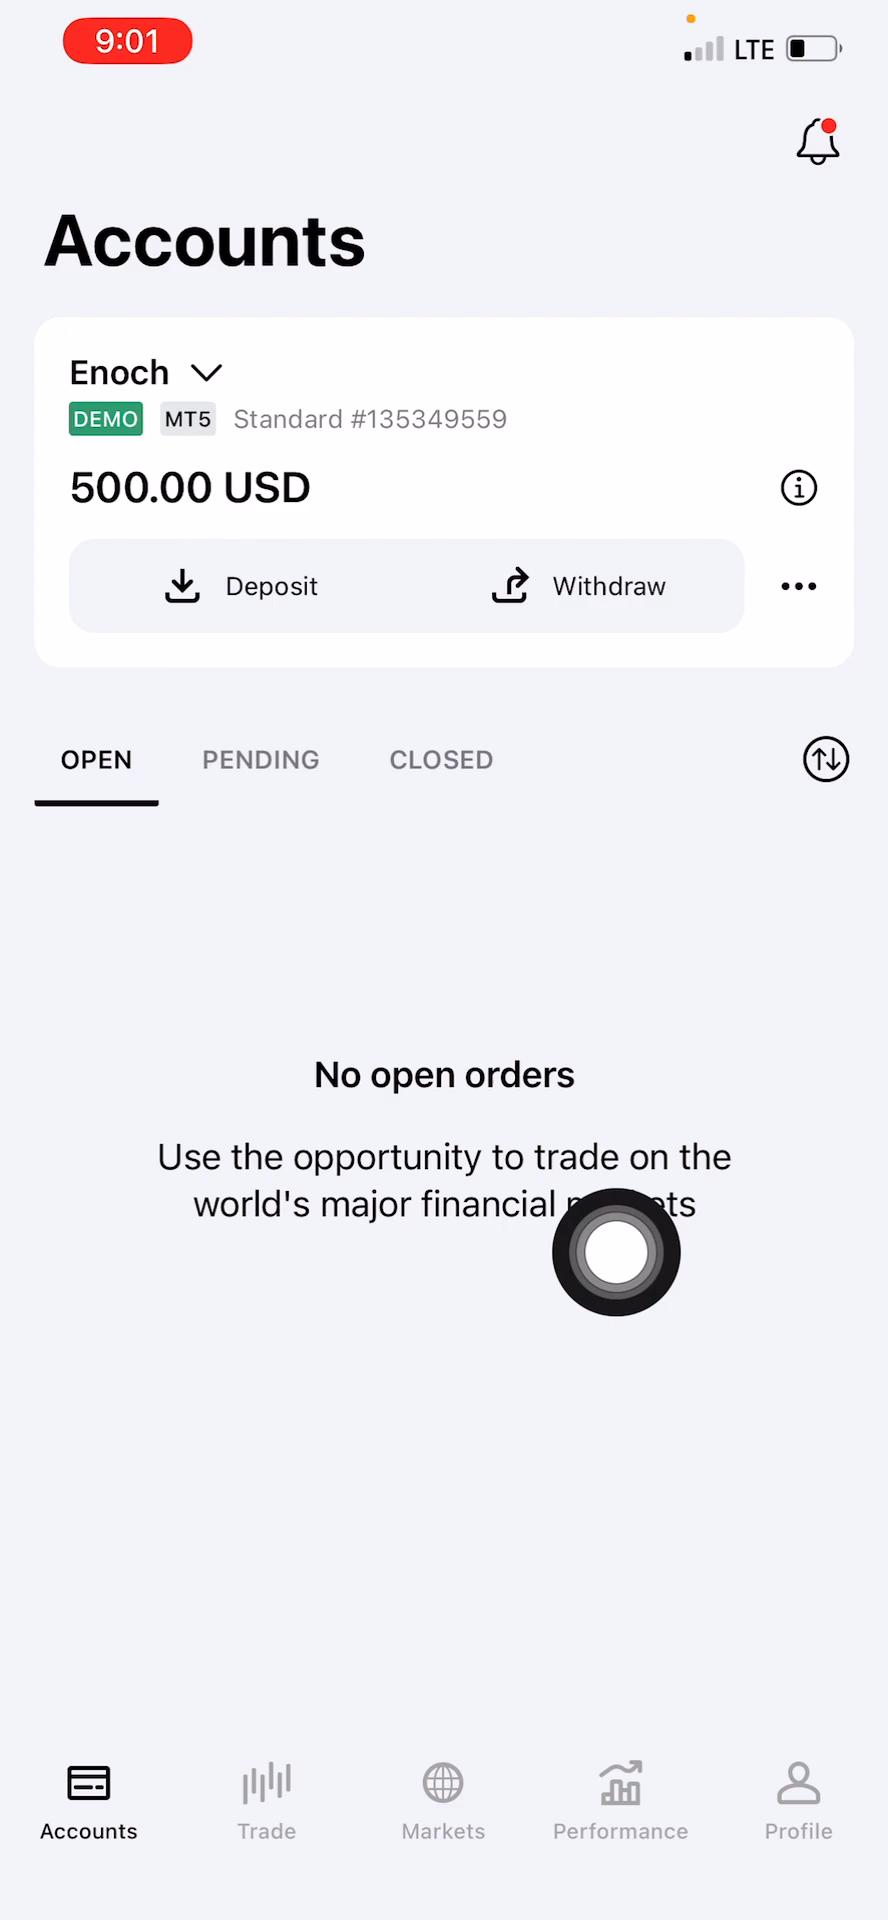 9:01
LTE
Accounts
Enoch
DEMO MT5 Standard #135349559
500.00 USD
Deposit Withdraw
OPEN PENDING CLOSED
No open orders
Use the opportunity to trade on the
world's major financial
Accounts Trade Markets Performance Profile